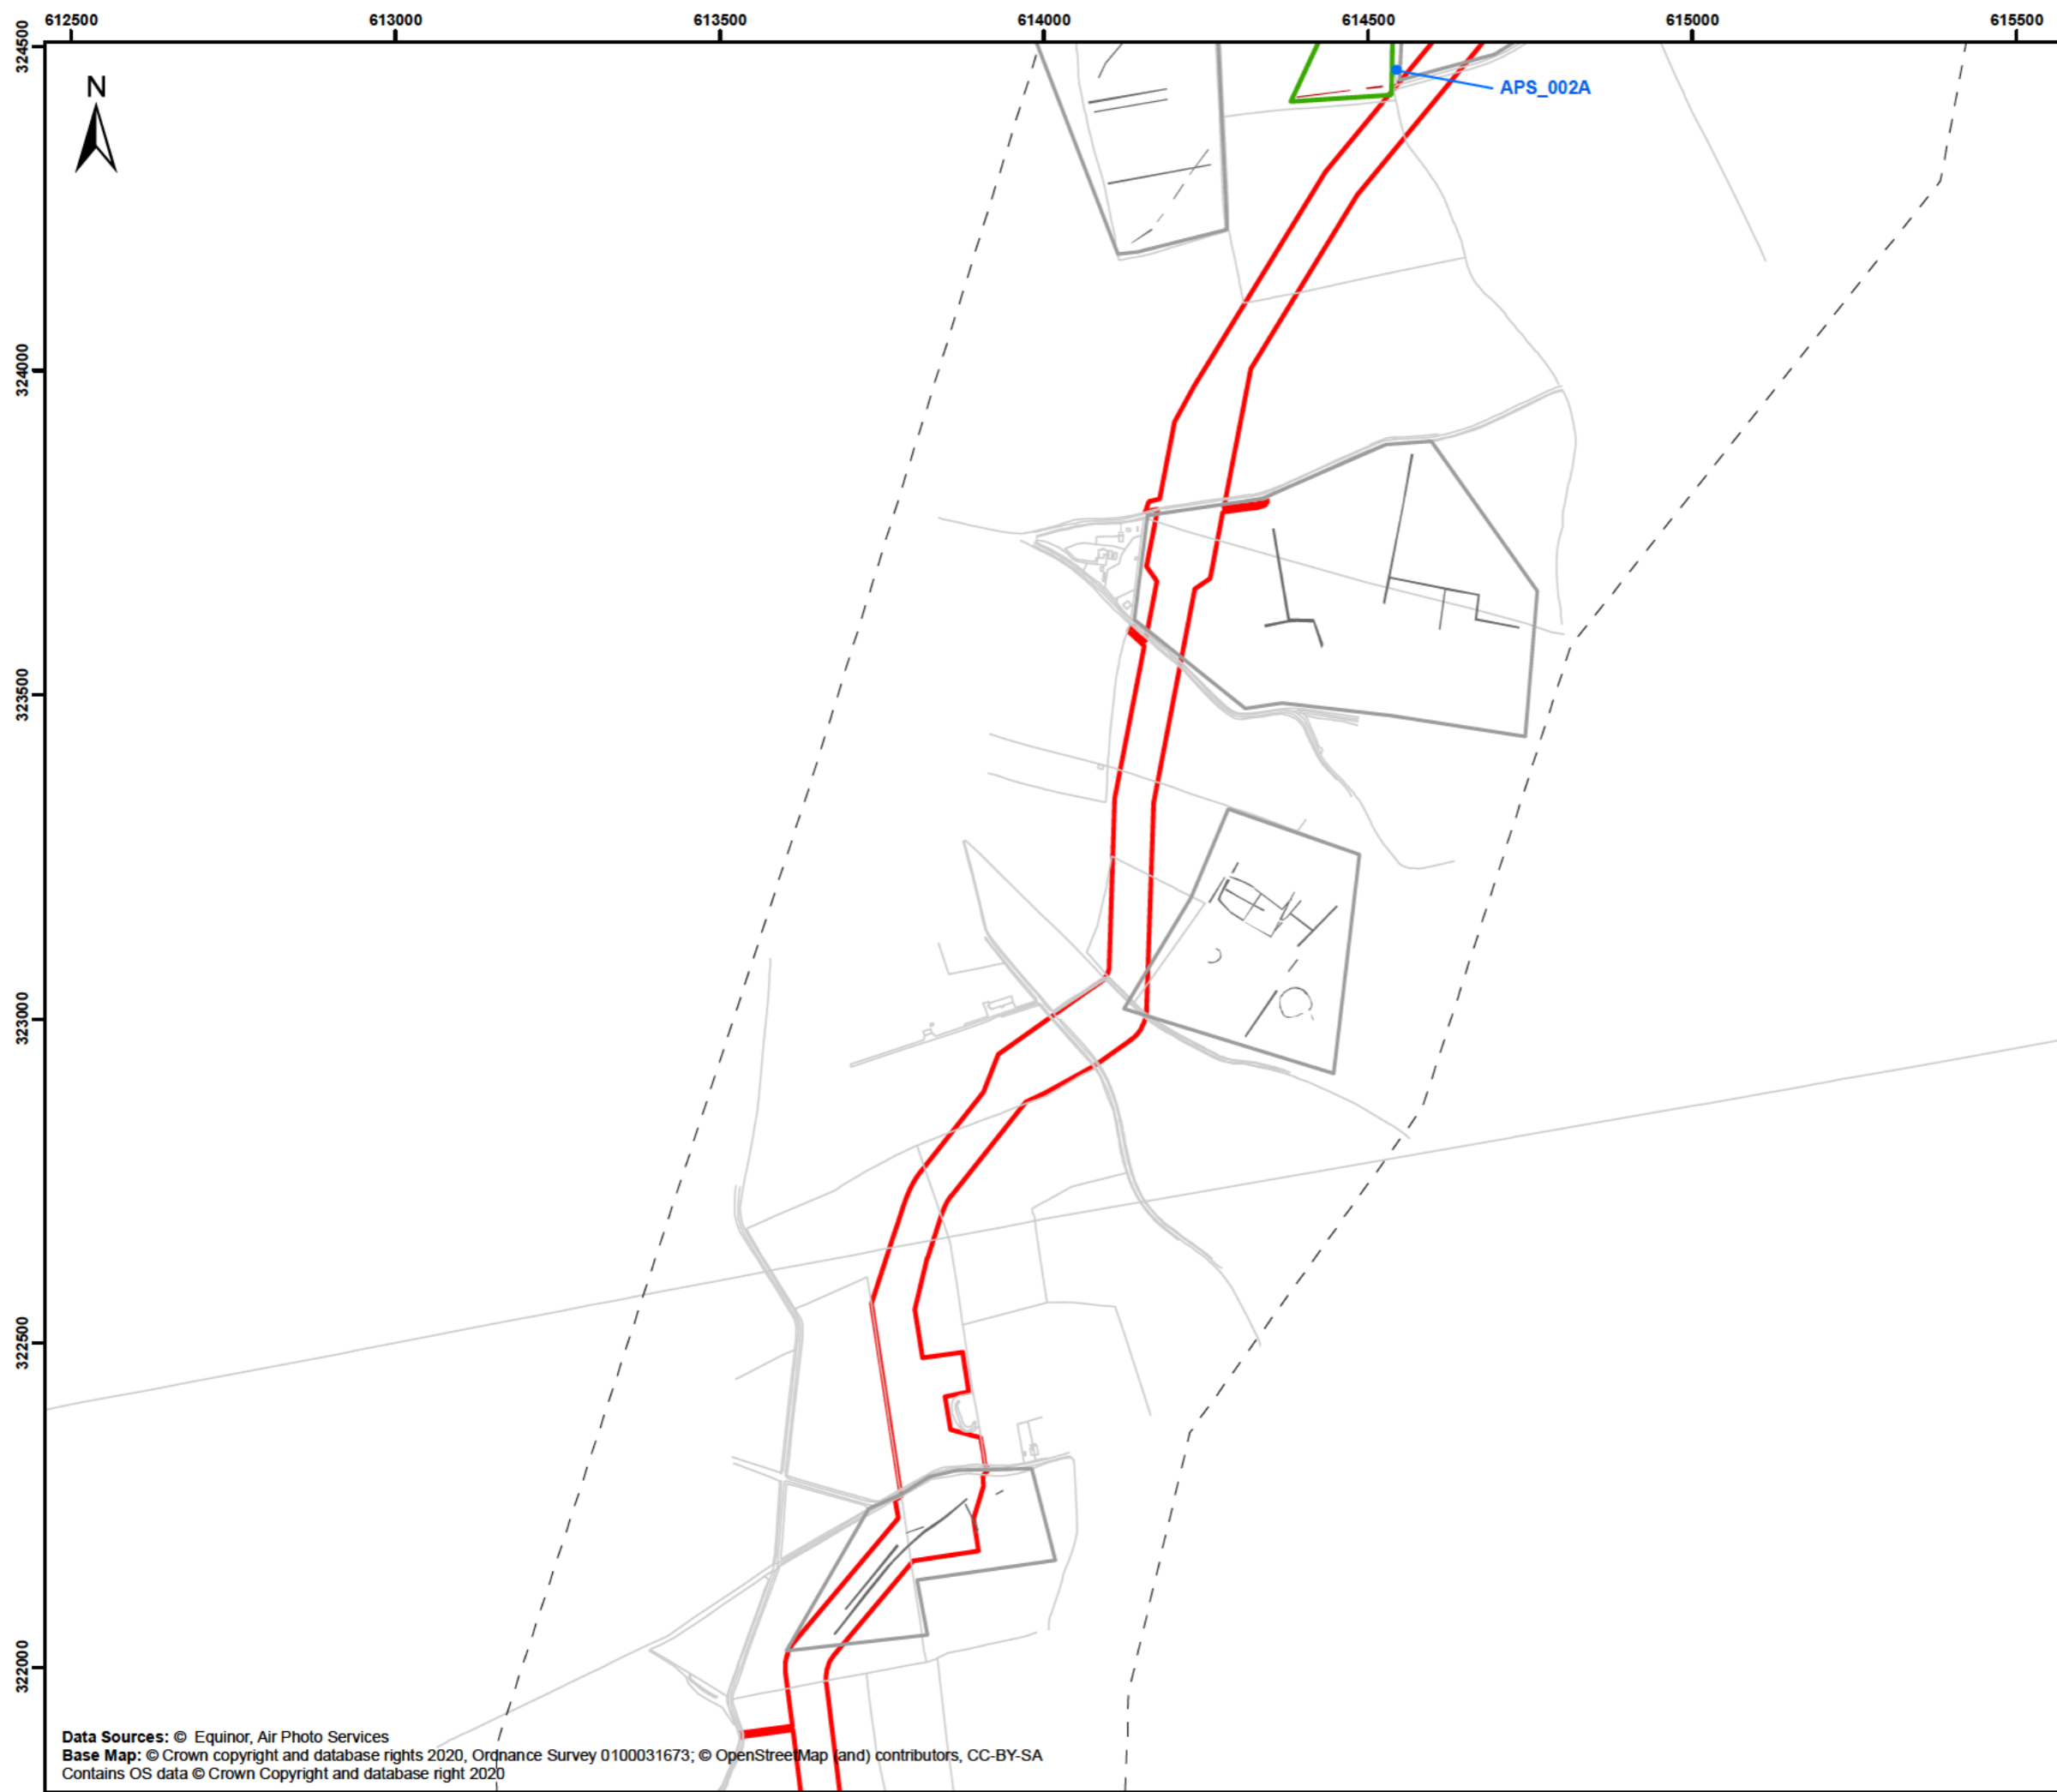 612500 613000 613500 614000 614500 615000 615500
324500
N
APS_002A
324000
323500
323000
322500
322000
Data Sources: © Equinor, Air Photo Services
Base Map: © Crown copyright and database rights 2020, Ordnance Survey 0100031673; © OpenStreetMap (and) contributors, CC-BY-SA
Contains OS data © Crown Copyright and database right 2020